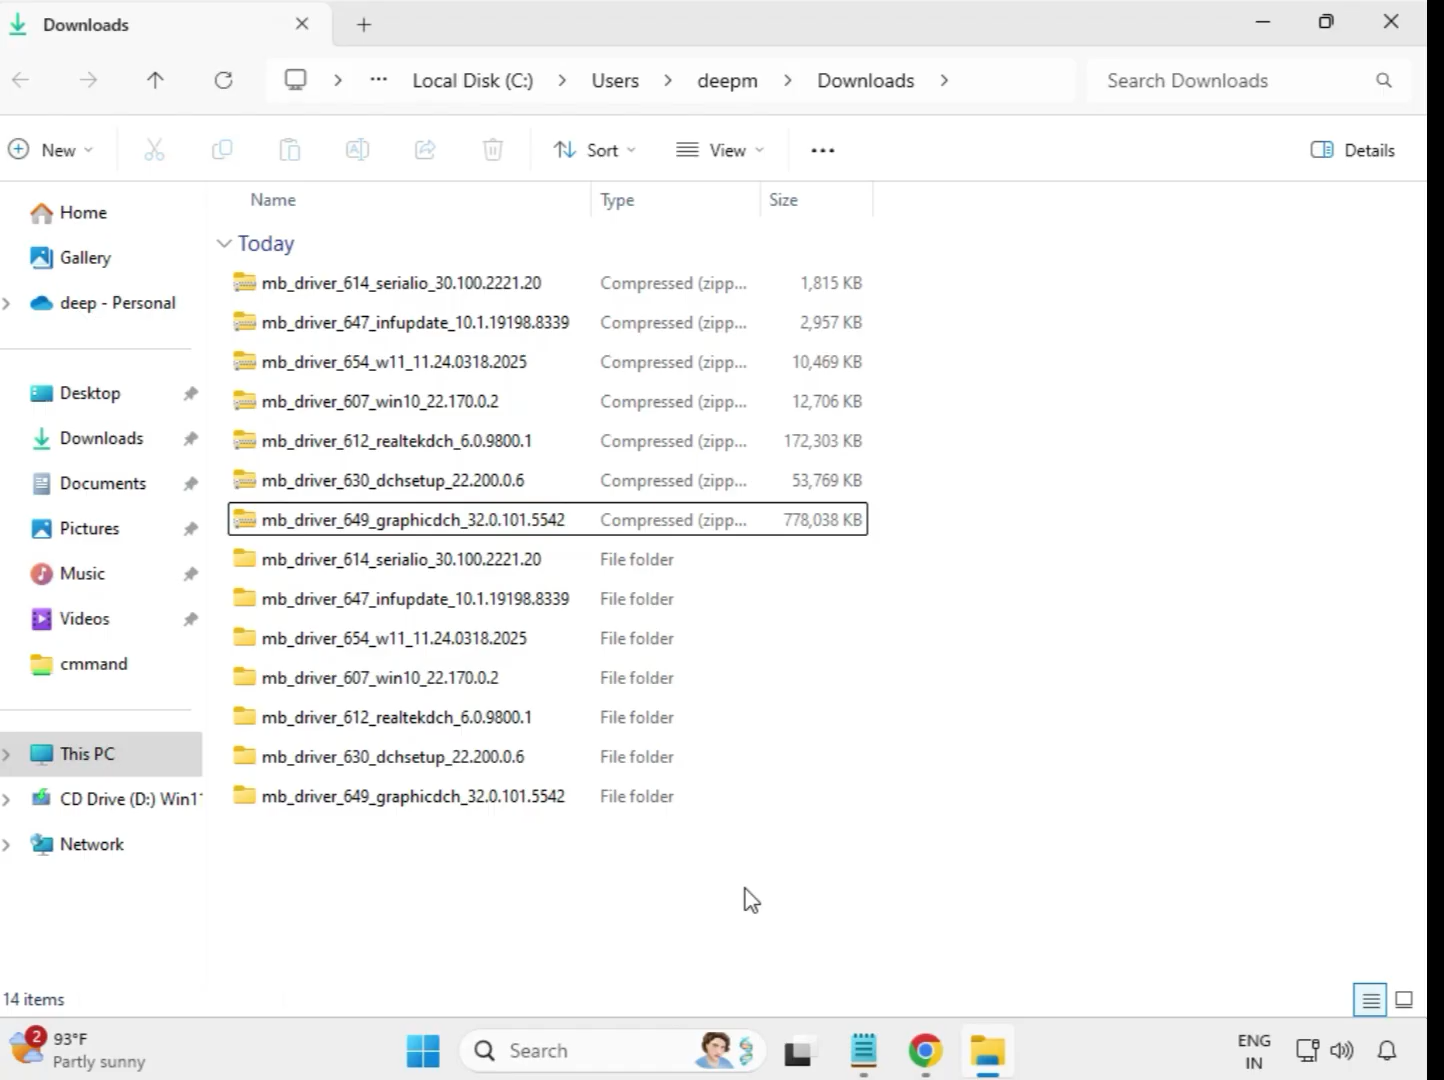 Downloads
Local Disk (C:) Users deepm Downloads Search Downloads
New Sort View Details
Name Type Size
Home
Gallery
deep - Personal
Desktop
Downloads
Documents
Pictures
Music
Videos
cmmand
This PC
CD Drive (D:) Win11
Network
Today
mb_driver_614_serialio_30.100.2221.20 Compressed (zipp... 1,815 KB
mb_driver_647_infupdate_10.1.19198.8339 Compressed (zipp... 2,957 KB
mb_driver_654_w11_11.24.0318.2025 Compressed (zipp... 10,469 KB
mb_driver_607_win10_22.170.0.2 Compressed (zipp... 12,706 KB
mb_driver_612_realtekdch_6.0.9800.1 Compressed (zipp... 172,303 KB
mb_driver_630_dchsetup_22.200.0.6 Compressed (zipp... 53,769 KB
mb_driver_649_graphicdch_32.0.101.5542 Compressed (zipp... 778,038 KB
mb_driver_614_serialio_30.100.2221.20 File folder
mb_driver_647_infupdate_10.1.19198.8339 File folder
mb_driver_654_w11_11.24.0318.2025 File folder
mb_driver_607_win10_22.170.0.2 File folder
mb_driver_612_realtekdch_6.0.9800.1 File folder
mb_driver_630_dchsetup_22.200.0.6 File folder
mb_driver_649_graphicdch_32.0.101.5542 File folder
14 items
2
93°F
Partly sunny
Search
ENG
IN